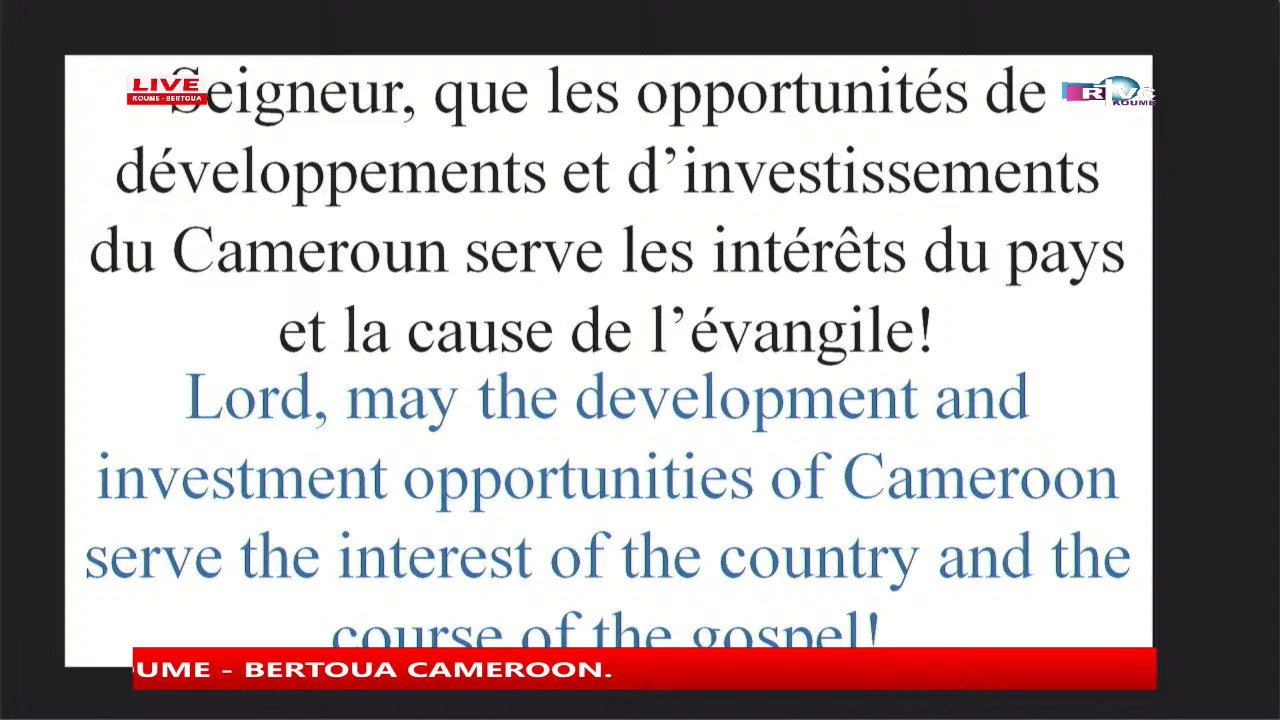 LIVE
KOUME - BERTOUA
Seigneur, que les opportunités de
développements et d’investissements
du Cameroun serve les intérêts du pays
et la cause de l’évangile!
Lord, may the development and
investment opportunities of Cameroon
serve the interest of the country and the
course of the gospel!
KOUME
OUME - BERTOUA CAMEROON.